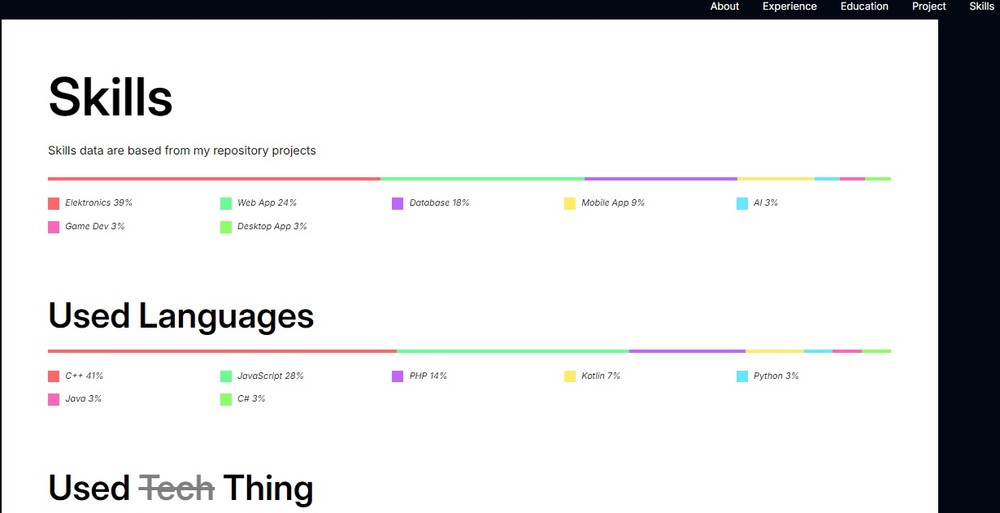 About Experience Education Project Skills
Skills
Skills data are based from my repository projects
Elektronics 39% Web App 24% Database 18% Mobile App 9% AI 3%
Game Dev 3% Desktop App 3%
Used Languages
C++ 41% JavaScript 28% PHP 14% Kotlin 7% Python 3%
Java 3% C# 3%
Used Tech Thing